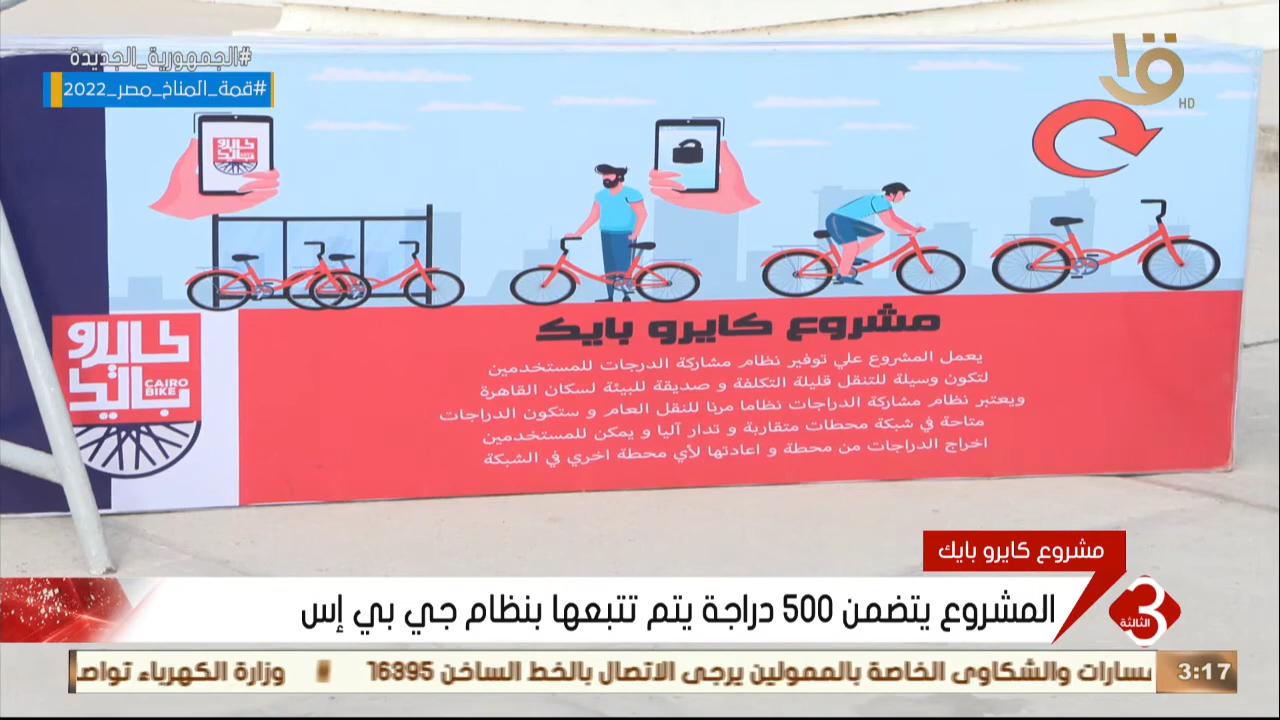 #الجمهورية_الجديدة
#قمة_المناخ_مصر_2022
HD
كايرو
بايك
مشروع كايرو بايك
يعمل المشروع علي توفير نظام مشاركة الدرجات للمستخدمين
لتكون وسيلة للتنقل قليلة التكلفة و صديقة للبيئة لسكان القاهرة
ويعتبر نظام مشاركة الدراجات نظاما مرنا للنقل العام و ستكون الدراجات
متاحة في شبكة محطات متقاربة و تدار آليا و يمكن للمستخدمين
اخراج الدراجات من محطة و اعادتها لأي محطة اخري في الشبكة
كايرو
بايك
CAIRO
BIKE
مشروع كايرو بايك
المشروع يتضمن 500 دراجة يتم تتبعها بنظام جي بي إس
3
الثالثة
3:17
سارات والشكاوى الخاصة بالممولين يرجى الاتصال بالخط الساخن 16395 وزارة الكهرباء تواصـ